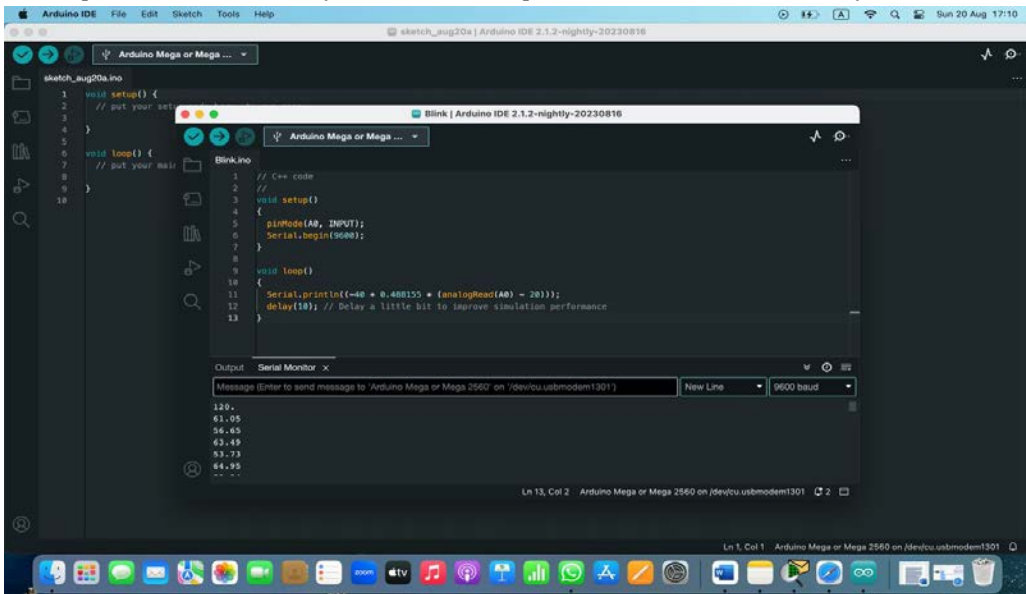 Arduino IDE File Edit Sketch Tools Help
A Sun 20 Aug 17:10
sketch_aug20a | Arduino IDE 2.1.2-nightly-20230816
Arduino Mega or Mega ...
sketch_aug20a.ino
1 void setup() {
2 // put your
3
4 }
5
6 void loop() {
7 // put your
8
9 }
10
Blink | Arduino IDE 2.1.2-nightly-20230816
Arduino Mega or Mega ...
Blink.ino
1 // C++ code
2 //
3 void setup()
4 {
5 pinMode(A0, INPUT);
6 Serial.begin(9600);
7 }
8
9 void loop()
10 {
11 Serial.println((-40 + 0.488155 * (analogRead(A0) - 20)));
12 delay(10); // Delay a little bit to improve simulation performance
13 }
Output Serial Monitor x
Message (Enter to send message to 'Arduino Mega or Mega 2560' on '/dev/cu.usbmodem1301')
New Line
9600 baud
120.
61.05
56.65
63.49
53.73
64.95
Ln 13, Col 2 Arduino Mega or Mega 2560 on /dev/cu.usbmodem1301 2
Ln 1, Col 1 Arduino Mega or Mega 2560 on /dev/cu.usbmodem1301
zoom
tv